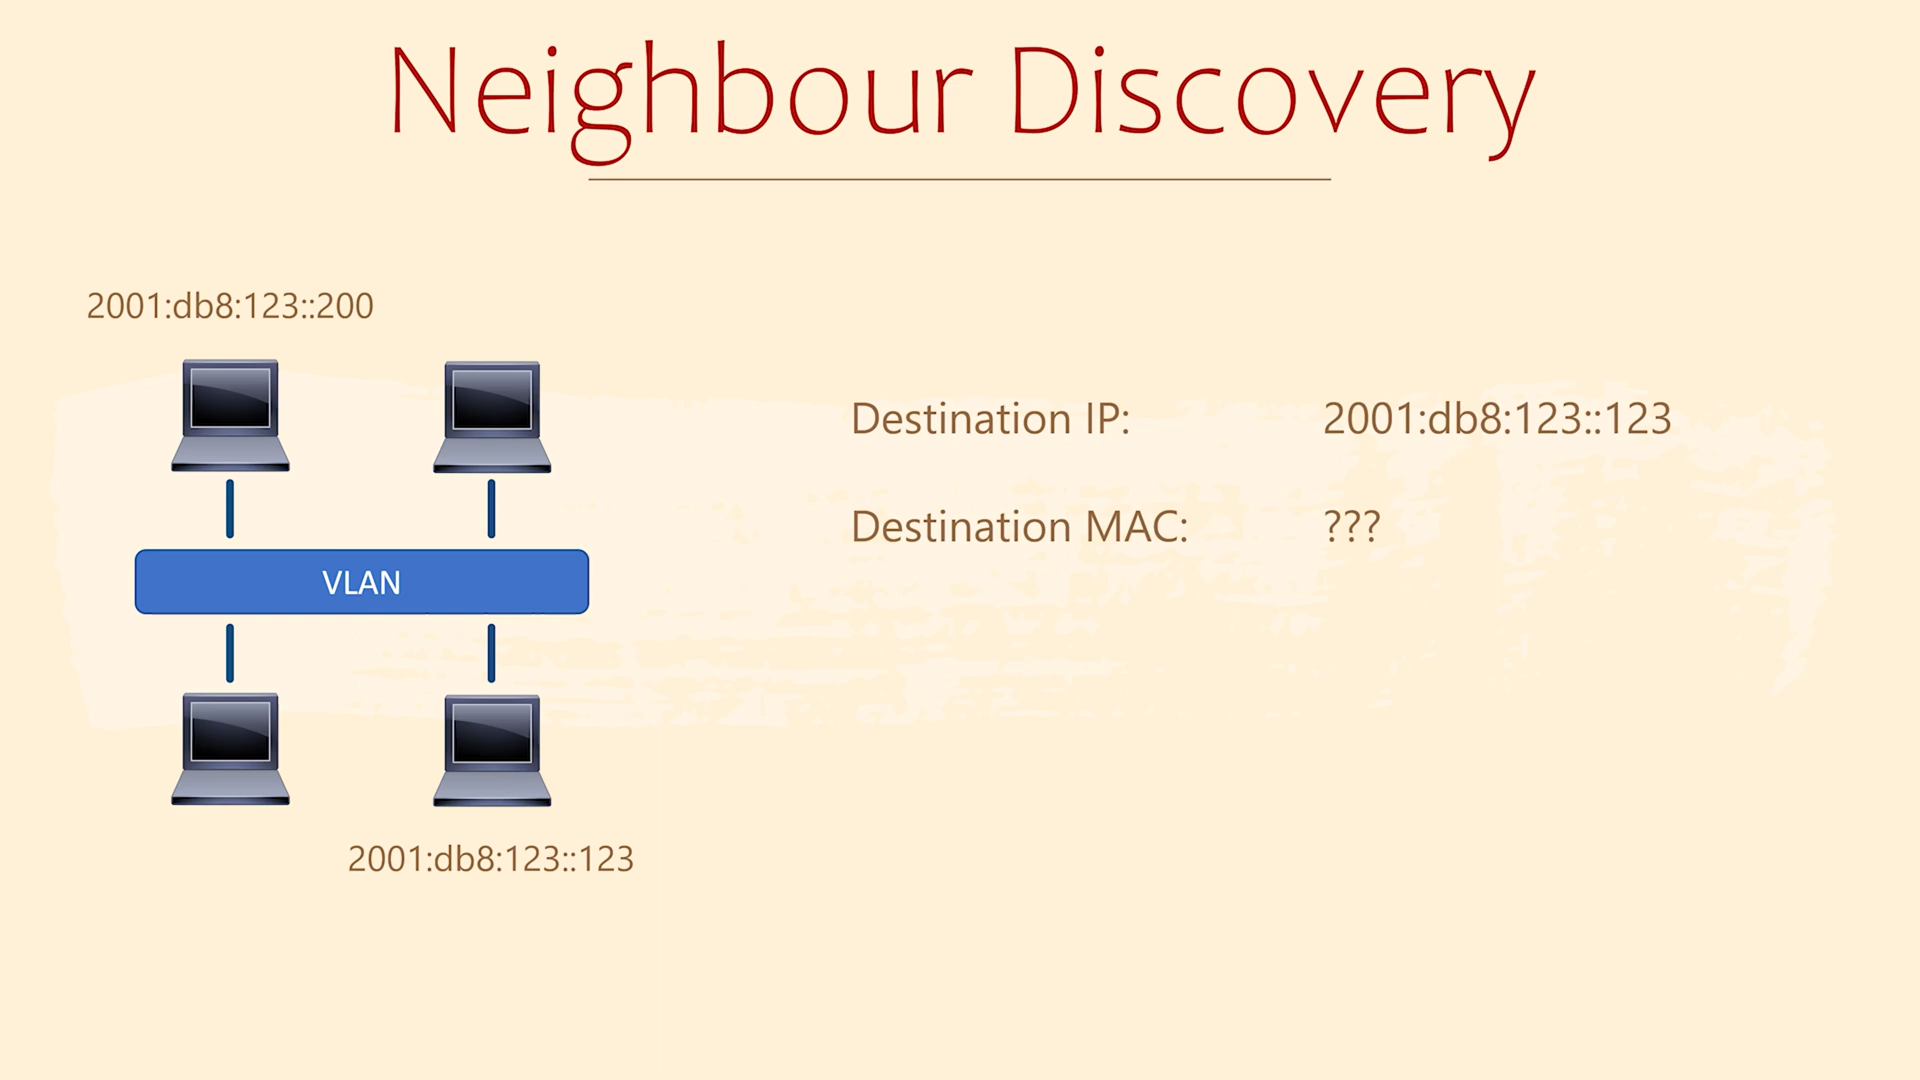 Neighbour Discovery
2001:db8:123::200
Destination IP: 2001:db8:123::123
Destination MAC: ???
VLAN
2001:db8:123::123